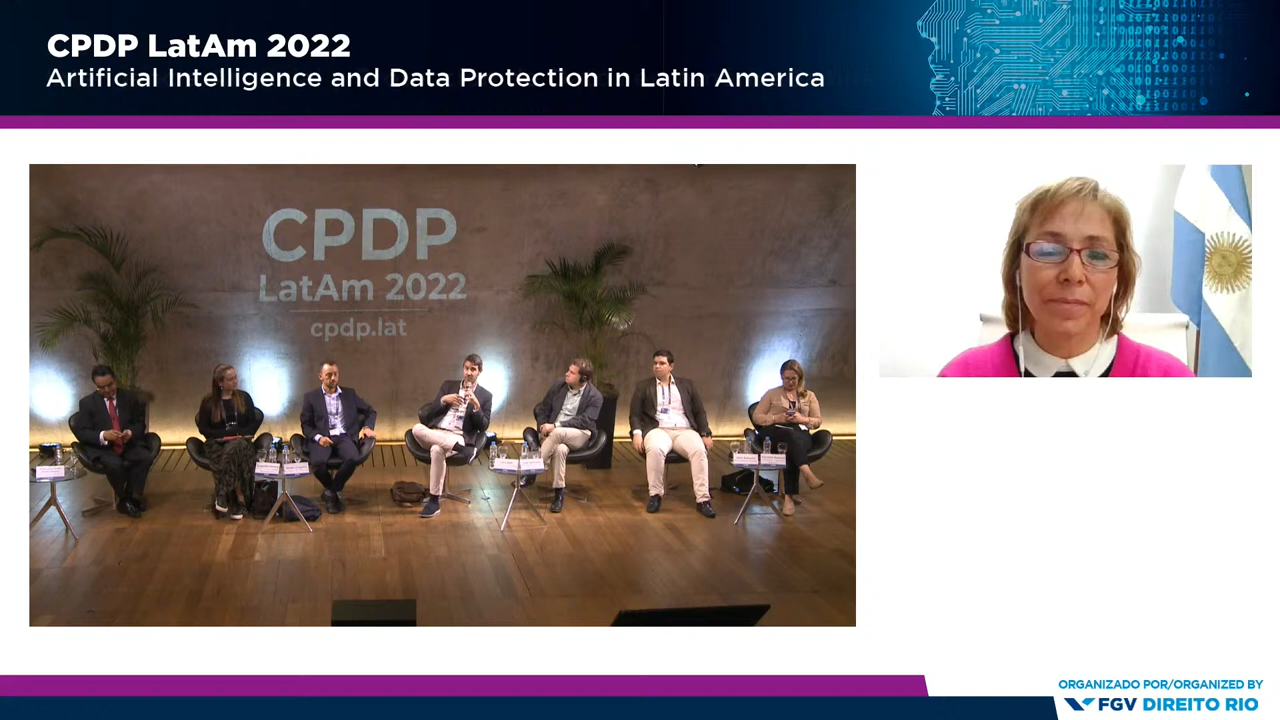 CPDP LatAm 2022
Artificial Intelligence and Data Protection in Latin America
CPDP
LatAm 2022
cpdp.lat
ORGANIZADO POR/ORGANIZED BY
FGV DIREITO RIO